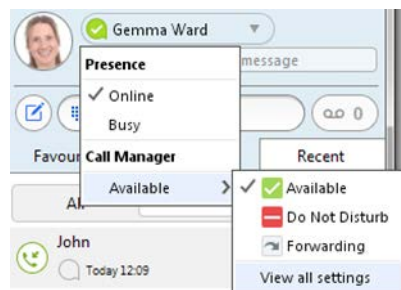 Gemma Ward
Presence
message
Online
Busy
0
Favou
Call Manager
Recent
Available
Available
Al
Do Not Disturb
John
Forwarding
Today 12:09
View all settings